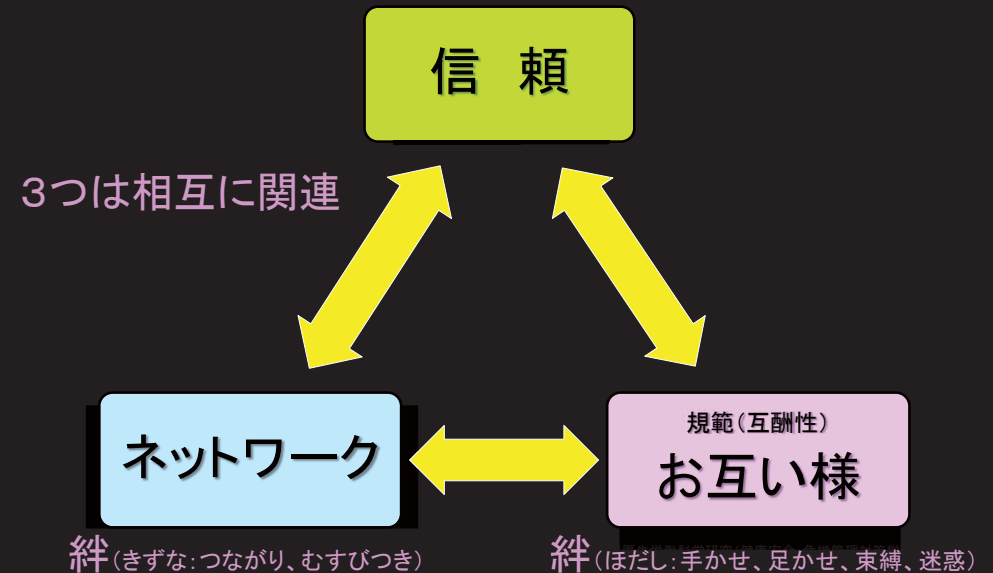 信　頼
３つは相互に関連
ネットワーク
規範（互酬性）
お互い様
絆（きずな：つながり、むすびつき）
絆（ほだし：手かせ、足かせ、束縛、迷惑）